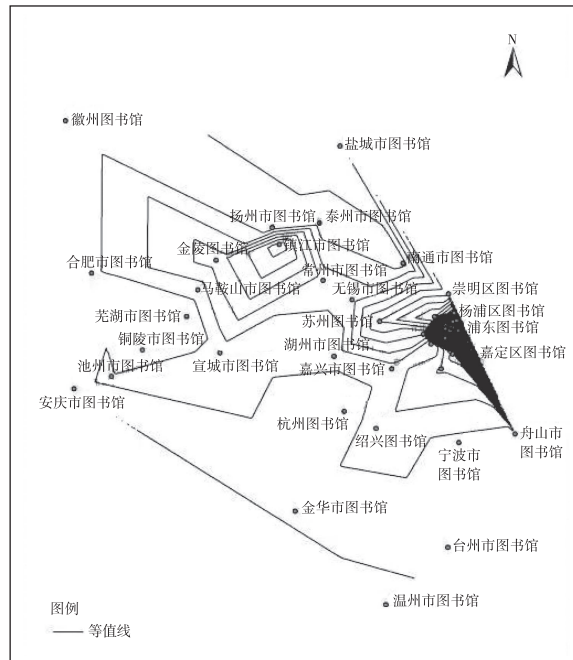 N
徽州图书馆
盐城市图书馆
扬州市图书馆
泰州市图书馆
金陵图书馆
镇江市图书馆
南通市图书馆
合肥市图书馆
常州市图书馆
马鞍山市图书馆
无锡市图书馆
崇明区图书馆
芜湖市图书馆
苏州图书馆
杨浦区图书馆
浦东图书馆
铜陵市图书馆
宣城市图书馆
湖州市图书馆
嘉定区图书馆
池州市图书馆
嘉兴市图书馆
安庆市图书馆
杭州图书馆
绍兴图书馆
宁波市
图书馆
舟山市
图书馆
金华市图书馆
台州市图书馆
温州市图书馆
图例
等值线